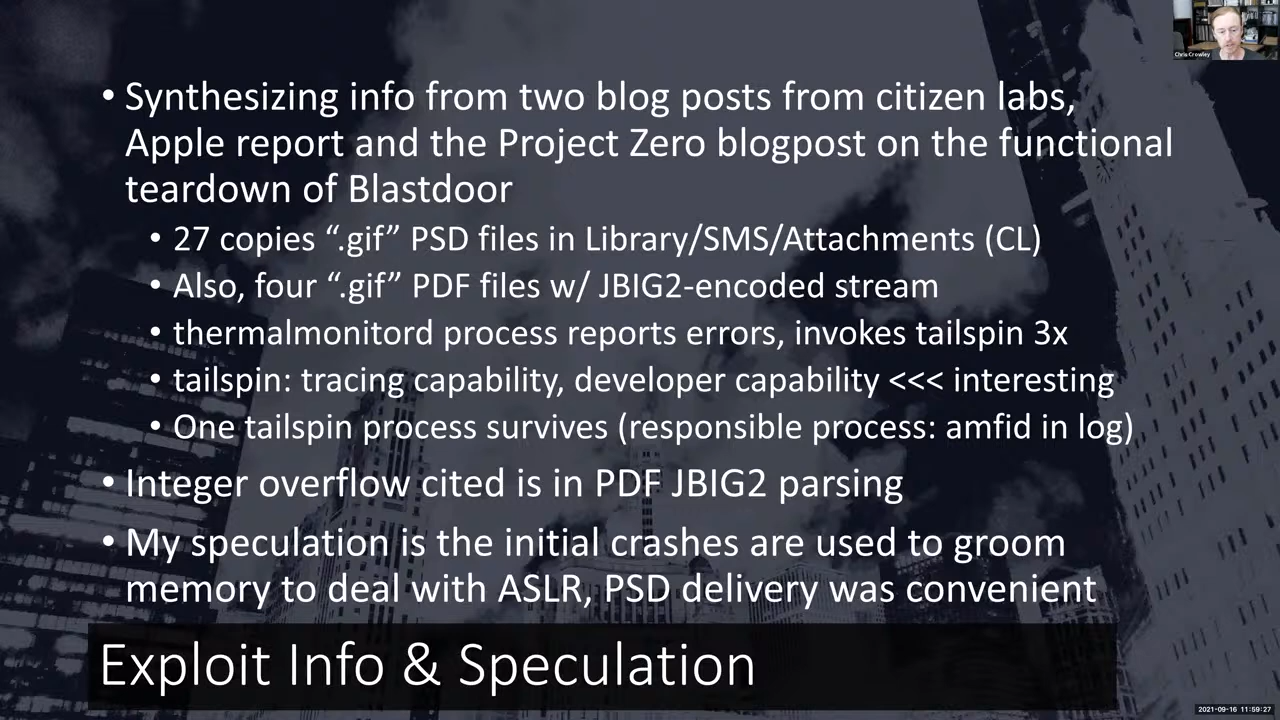 Chris Crowley
• Synthesizing info from two blog posts from citizen labs,
Apple report and the Project Zero blogpost on the functional
teardown of Blastdoor
• 27 copies “.gif” PSD files in Library/SMS/Attachments (CL)
• Also, four “.gif” PDF files w/ JBIG2-encoded stream
• thermalmonitord process reports errors, invokes tailspin 3x
• tailspin: tracing capability, developer capability <<< interesting
• One tailspin process survives (responsible process: amfid in log)
• Integer overflow cited is in PDF JBIG2 parsing
• My speculation is the initial crashes are used to groom
memory to deal with ASLR, PSD delivery was convenient
Exploit Info & Speculation
2021-09-16 11:59:27